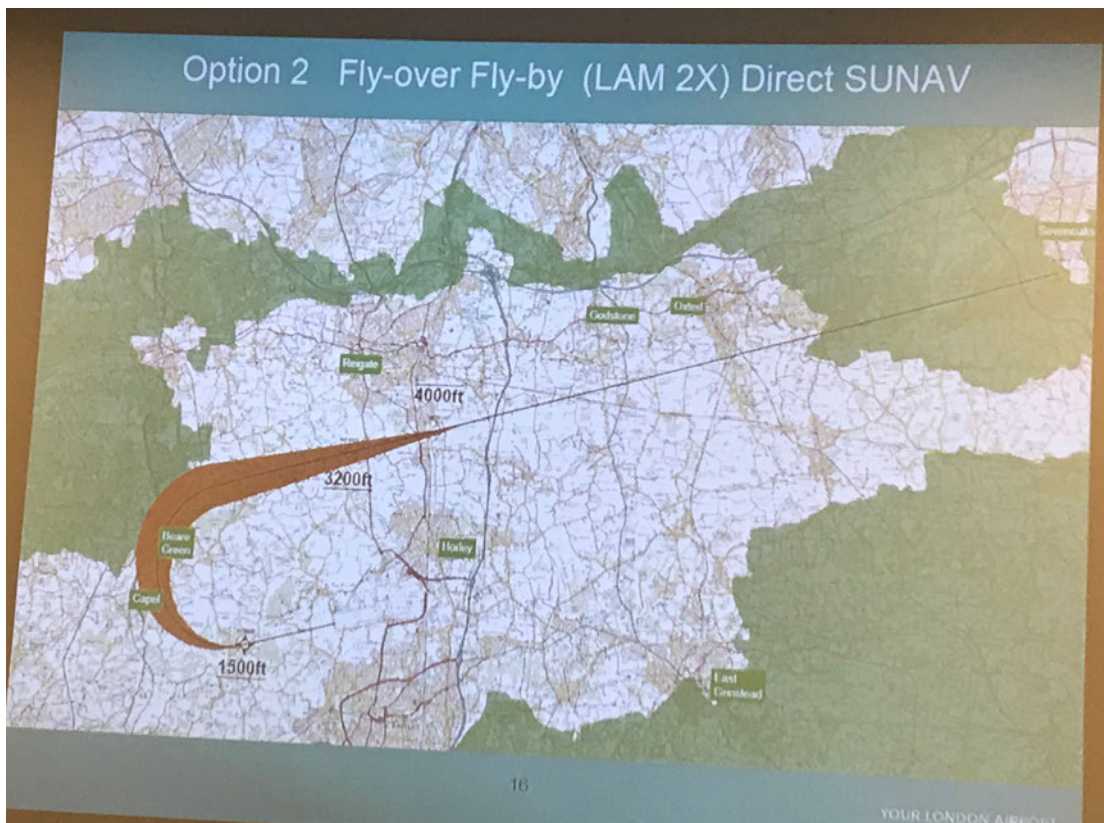 Option 2 Fly-over Fly-by (LAM 2X) Direct SUNAV
Sevenoaks
Oxted
Godstone
Reigate
4000ft
3200ft
Beare
Green
Horley
Capel
1500ft
East
Grinstead
16
YOUR LONDON AIRPORT